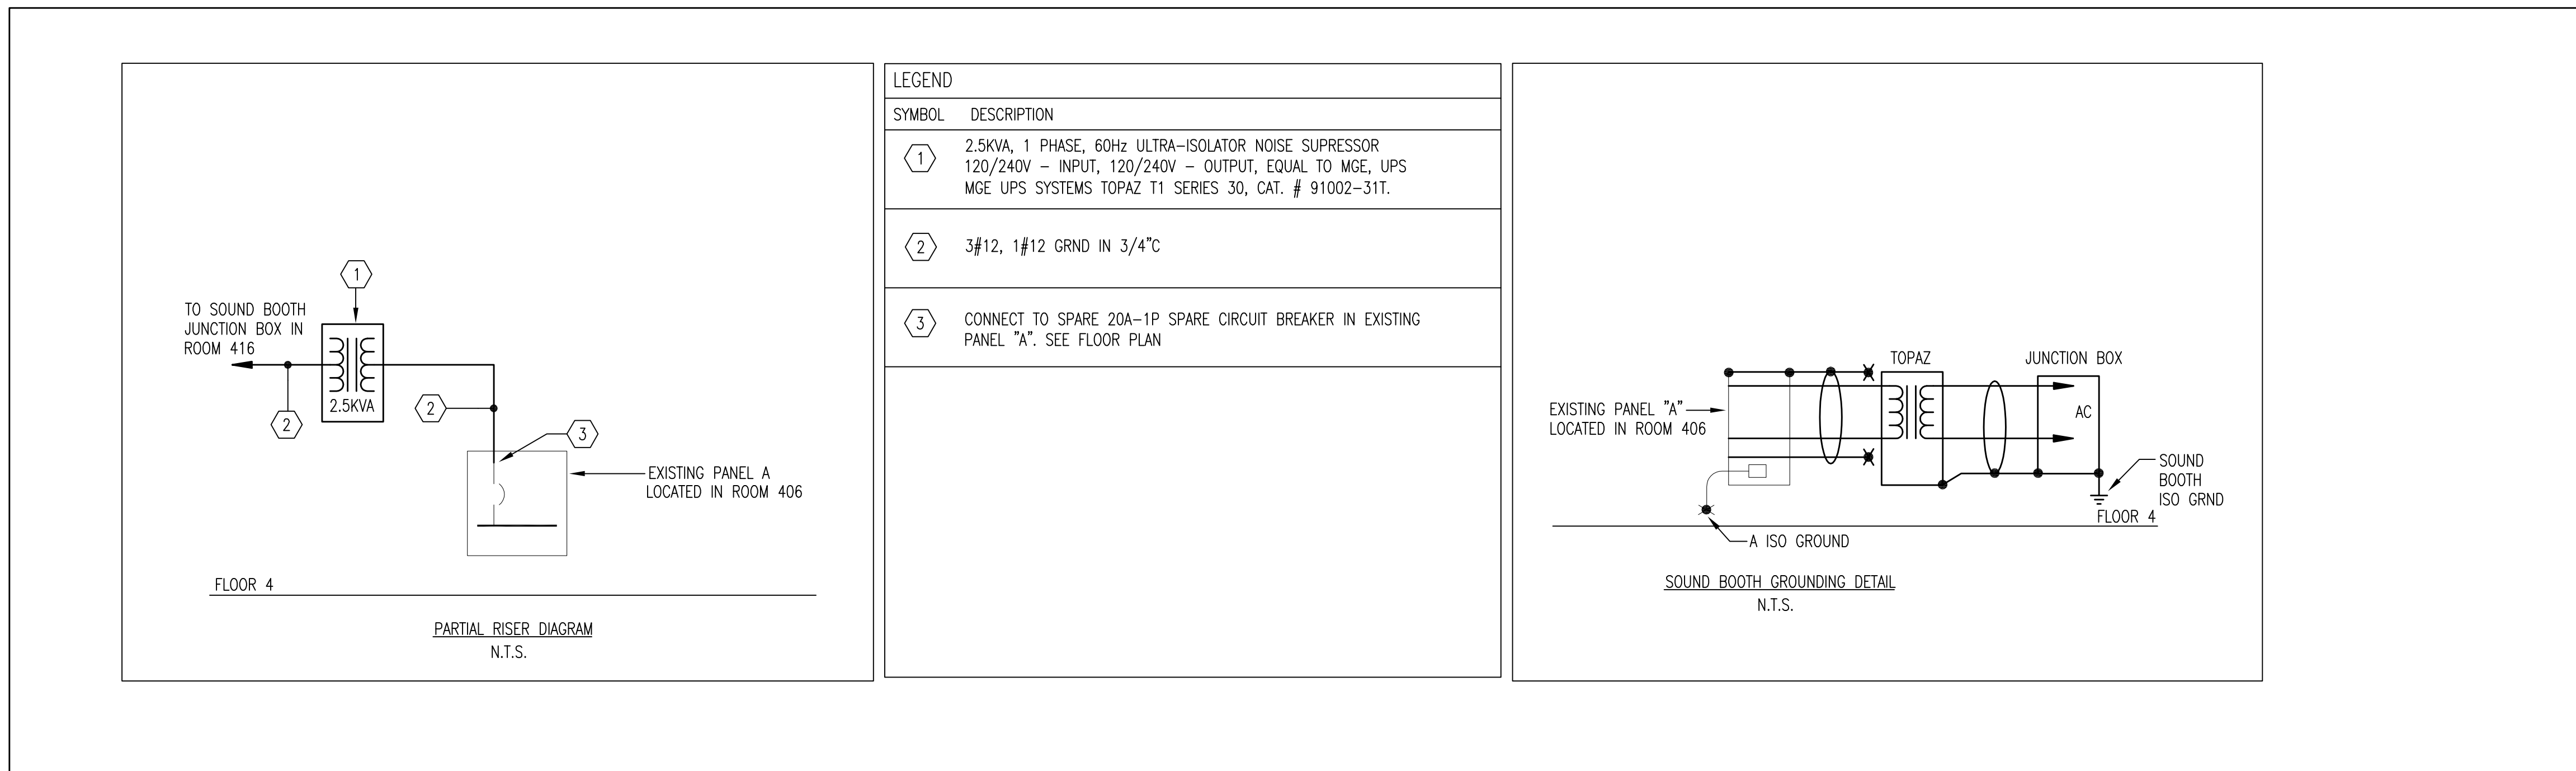 1
TO SOUND BOOTH
JUNCTION BOX IN
ROOM 416
2.5KVA
2
2
3
EXISTING PANEL A
LOCATED IN ROOM 406
FLOOR 4
PARTIAL RISER DIAGRAM
N.T.S.
LEGEND
SYMBOL DESCRIPTION
1
2.5KVA, 1 PHASE, 60Hz ULTRA-ISOLATOR NOISE SUPRESSOR
120/240V - INPUT, 120/240V - OUTPUT, EQUAL TO MGE, UPS
MGE UPS SYSTEMS TOPAZ T1 SERIES 30, CAT. # 91002-31T.
2
3#12, 1#12 GRND IN 3/4"C
3
CONNECT TO SPARE 20A-1P SPARE CIRCUIT BREAKER IN EXISTING
PANEL "A". SEE FLOOR PLAN
TOPAZ
JUNCTION BOX
EXISTING PANEL "A"
LOCATED IN ROOM 406
AC
SOUND
BOOTH
ISO GRND
FLOOR 4
A ISO GROUND
SOUND BOOTH GROUNDING DETAIL
N.T.S.